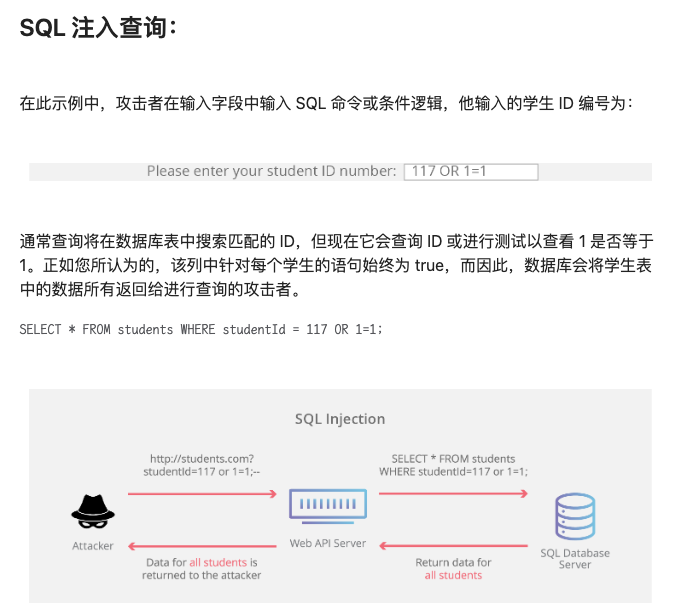 SQL 注入查询：
在此示例中，攻击者在输入字段中输入 SQL 命令或条件逻辑，他输入的学生 ID 编号为：
Please enter your student ID number: 117 OR 1=1
通常查询将在数据库表中搜索匹配的 ID，但现在它会查询 ID 或进行测试以查看 1 是否等于
1。正如您所认为的，该列中针对每个学生的语句始终为 true，而因此，数据库会将学生表
中的数据所有返回给进行查询的攻击者。
SELECT * FROM students WHERE studentId = 117 OR 1=1;
SQL Injection
http://students.com?
studentId=117 or 1=1;--
SELECT * FROM students
WHERE studentId=117 or 1=1;
Attacker
Web API Server
SQL Database
Server
Data for all students is
returned to the attacker
Return data for
all students